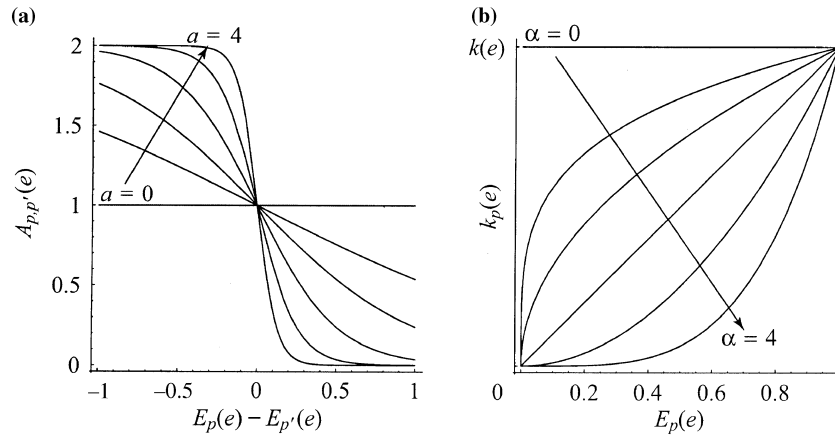 (a)
a = 4
2
1.5
1
0.5
0
a = 0
A_{p,p'}(e)
−1
−0.5
0
0.5
1
E_p(e) − E_{p'}(e)
(b)
α = 0
k(e)
k_p(e)
α = 4
0
0.2
0.4
0.6
0.8
E_p(e)